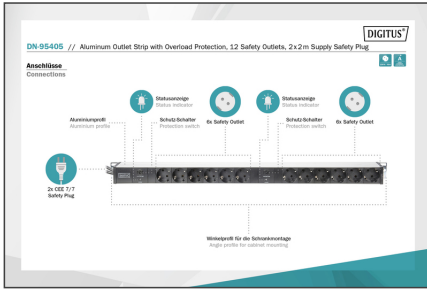 DIGITUS®
DN-95405 // Aluminum Outlet Strip with Overload Protection, 12 Safety Outlets, 2x2m Supply Safety Plug
Anschlüsse
Connections
Statusanzeige
Status indicator
Statusanzeige
Status indicator
Aluminiumprofil
Aluminium profile
Schutz-Schalter
Protection switch
6x Safety Outlet
Schutz-Schalter
Protection switch
6x Safety Outlet
2x CEE 7/7
Safety Plug
Winkelprofil für die Schrankmontage
Angle profile for cabinet mounting